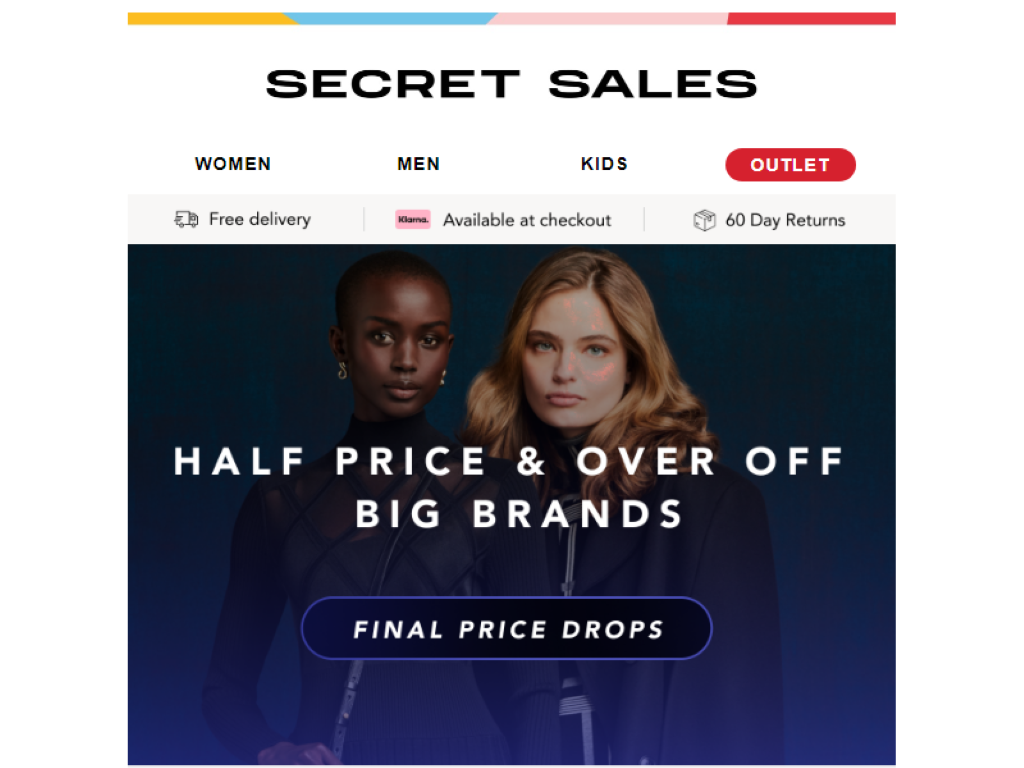 SECRET SALES
WOMEN MEN KIDS OUTLET
Free delivery Klarna. Available at checkout 60 Day Returns
HALF PRICE & OVER OFF
BIG BRANDS
FINAL PRICE DROPS